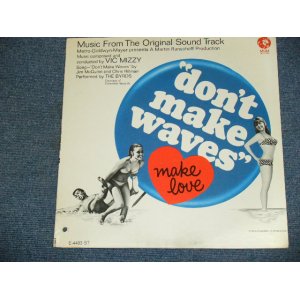 Music From The Original Sound Track
Metro-Goldwyn-Mayer presents A Martin Ransohoff Production
Music composed and
conducted by VIC MIZZY
Song-"Don't Make Waves" by
Jim McGuinn and Chris Hillman
Performed by THE BYRDS
MGM
"don't
make
waves"
make
love